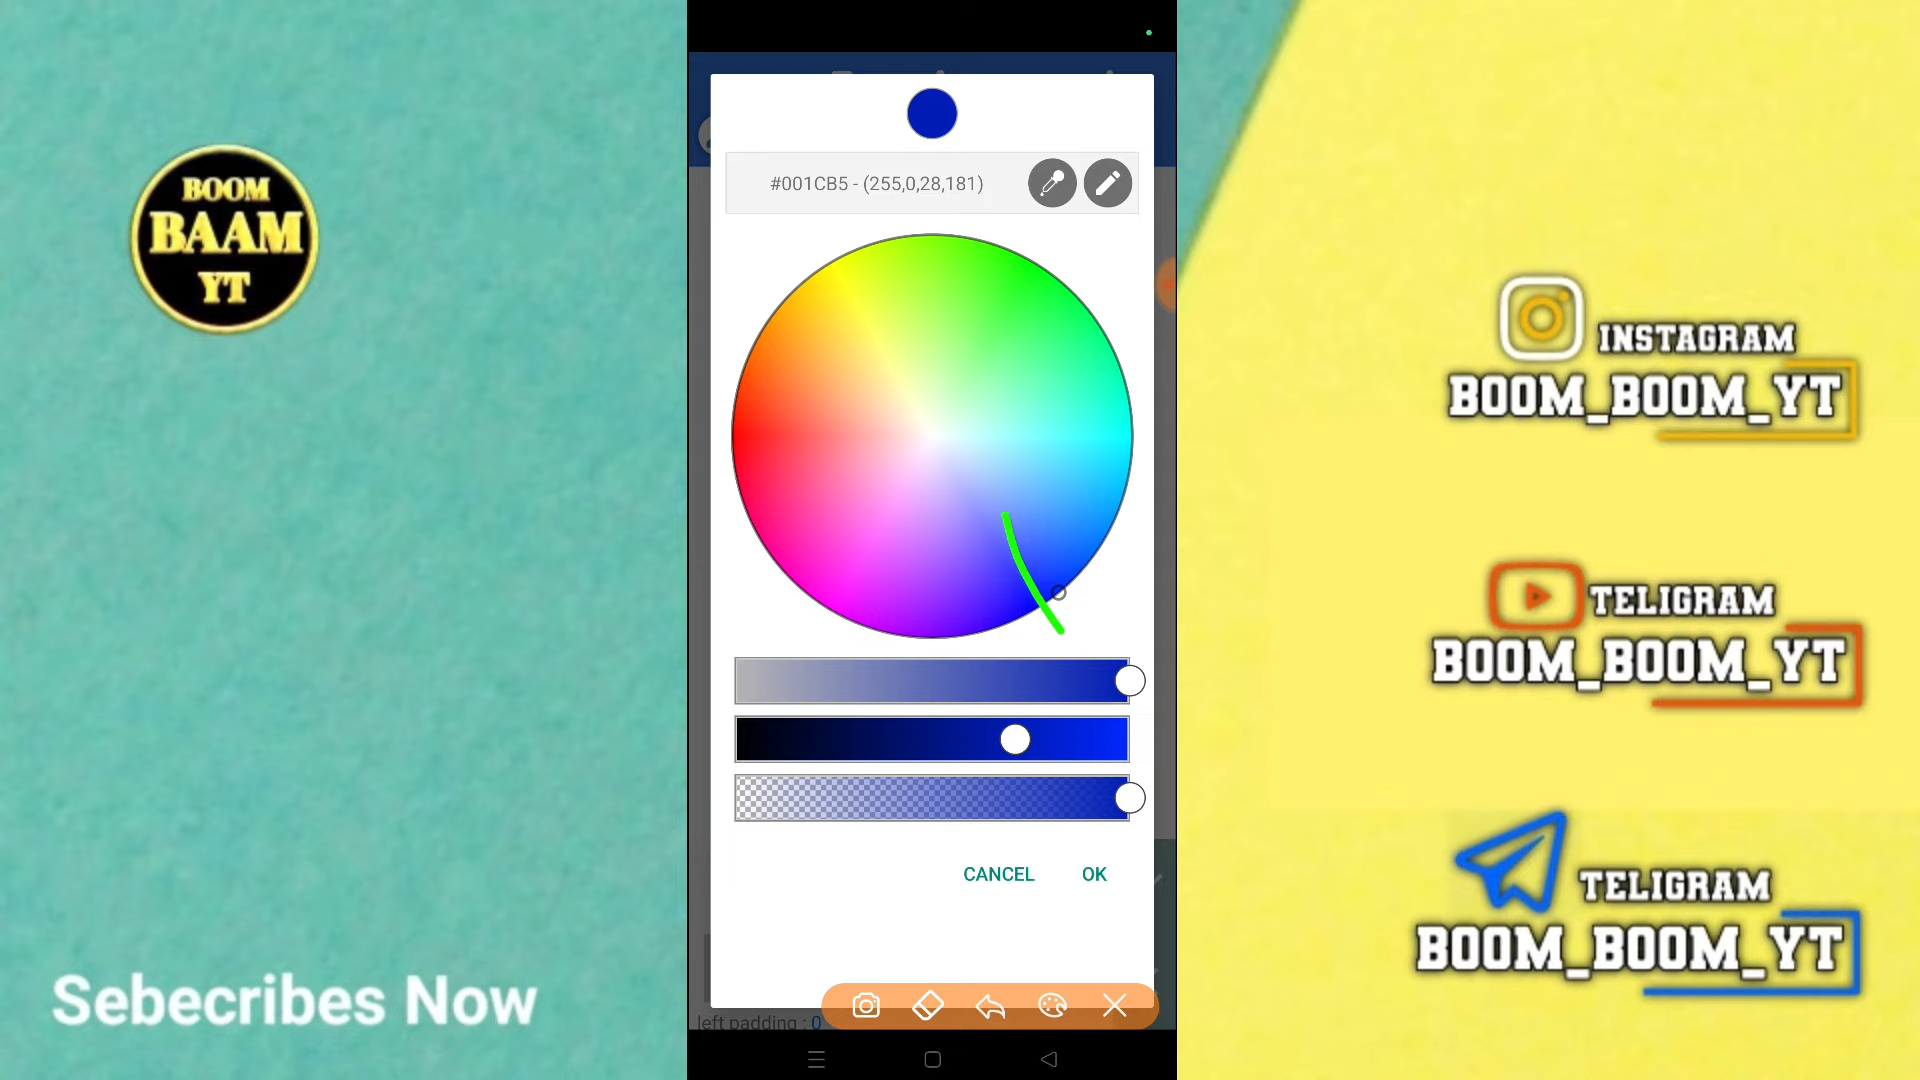 BOOM
BAAM
YT
Sebecribes Now
#001CB5 - (255,0,28,181)
CANCEL
OK
left padding : 0
INSTAGRAM
BOOM_BOOM_YT
TELIGRAM
BOOM_BOOM_YT
TELIGRAM
BOOM_BOOM_YT